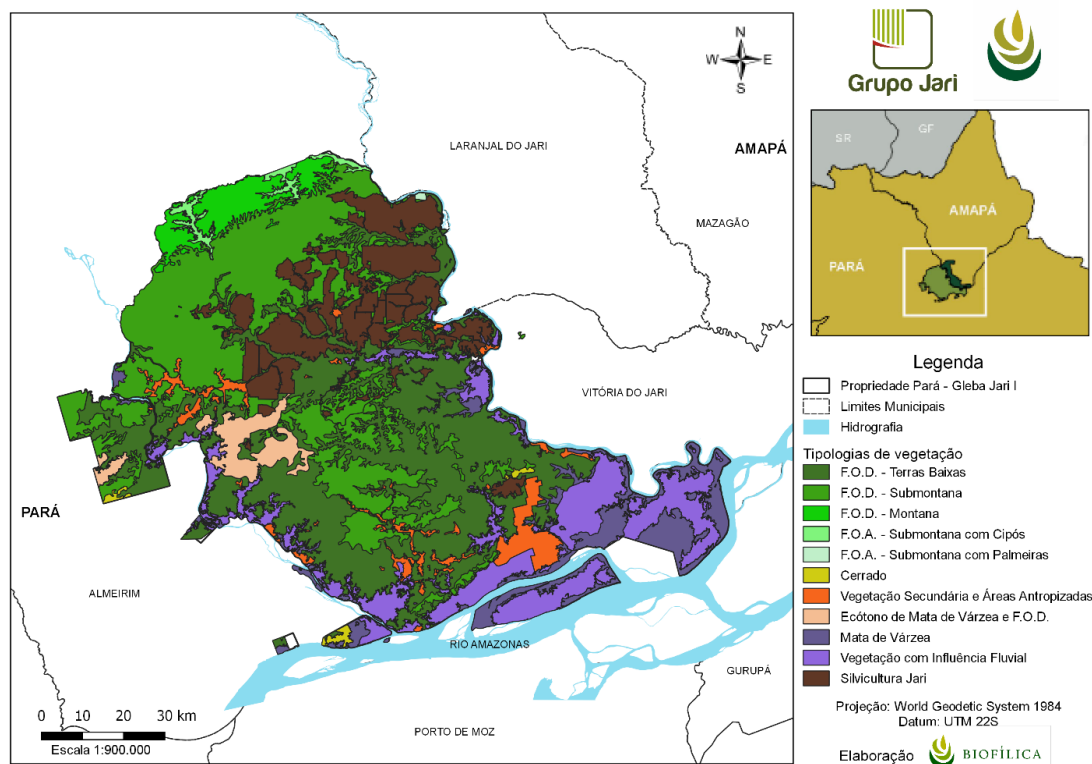 N
W E
S
LARANJAL DO JARI
AMAPÁ
MAZAGÃO
VITÓRIA DO JARI
PARÁ
ALMEIRIM
RIO AMAZONAS
GURUPÁ
PORTO DE MOZ
0 10 20 30 km
Escala 1:900.000
Grupo Jari
SR
GF
AMAPÁ
PARÁ
Legenda
Propriedade Pará - Gleba Jari I
Limites Municipais
Hidrografia
Tipologias de vegetação
F.O.D. - Terras Baixas
F.O.D. - Submontana
F.O.D. - Montana
F.O.A. - Submontana com Cipós
F.O.A. - Submontana com Palmeiras
Cerrado
Vegetação Secundária e Áreas Antropizadas
Ecótono de Mata de Várzea e F.O.D.
Mata de Várzea
Vegetação com Influência Fluvial
Silvicultura Jari
Projeção: World Geodetic System 1984
Datum: UTM 22S
Elaboração BIOFÍLICA